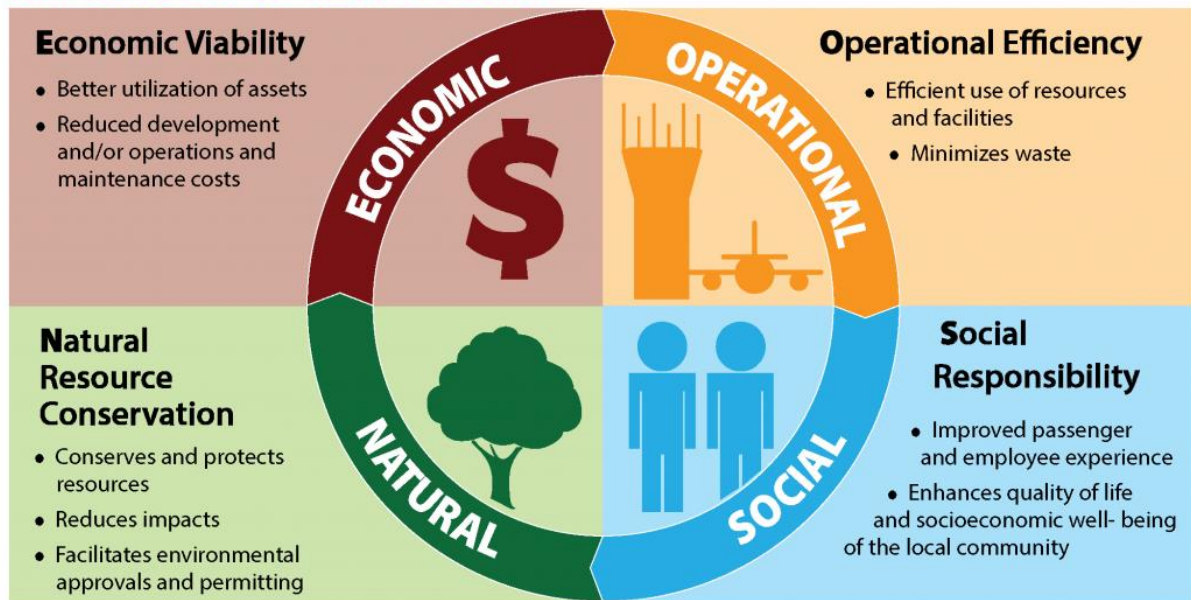 Economic Viability
• Better utilization of assets
• Reduced development
and/or operations and
maintenance costs
ECONOMIC
OPERATIONAL
Operational Efficiency
• Efficient use of resources
and facilities
• Minimizes waste
Natural
Resource
Conservation
• Conserves and protects
resources
• Reduces impacts
• Facilitates environmental
approvals and permitting
NATURAL
SOCIAL
Social
Responsibility
• Improved passenger
and employee experience
• Enhances quality of life
and socioeconomic well- being
of the local community